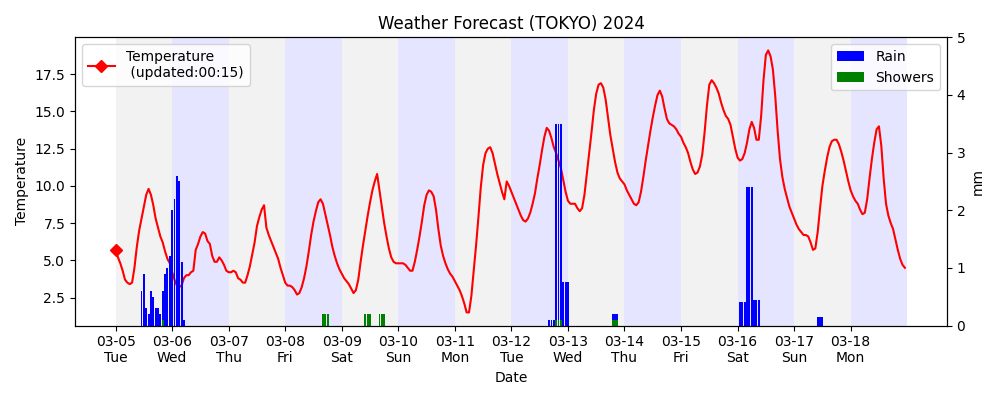 Weather Forecast (TOKYO) 2024
Temperature
(updated:00:15)
Rain
Showers
Temperature
17.5
15.0
12.5
10.0
7.5
5.0
2.5
5
4
3
2
1
0
mm
03-05 03-06 03-07 03-08 03-09 03-10 03-11 03-12 03-13 03-14 03-15 03-16 03-17 03-18
Tue Wed Thu Fri Sat Sun Mon Tue Wed Thu Fri Sat Sun Mon
Date